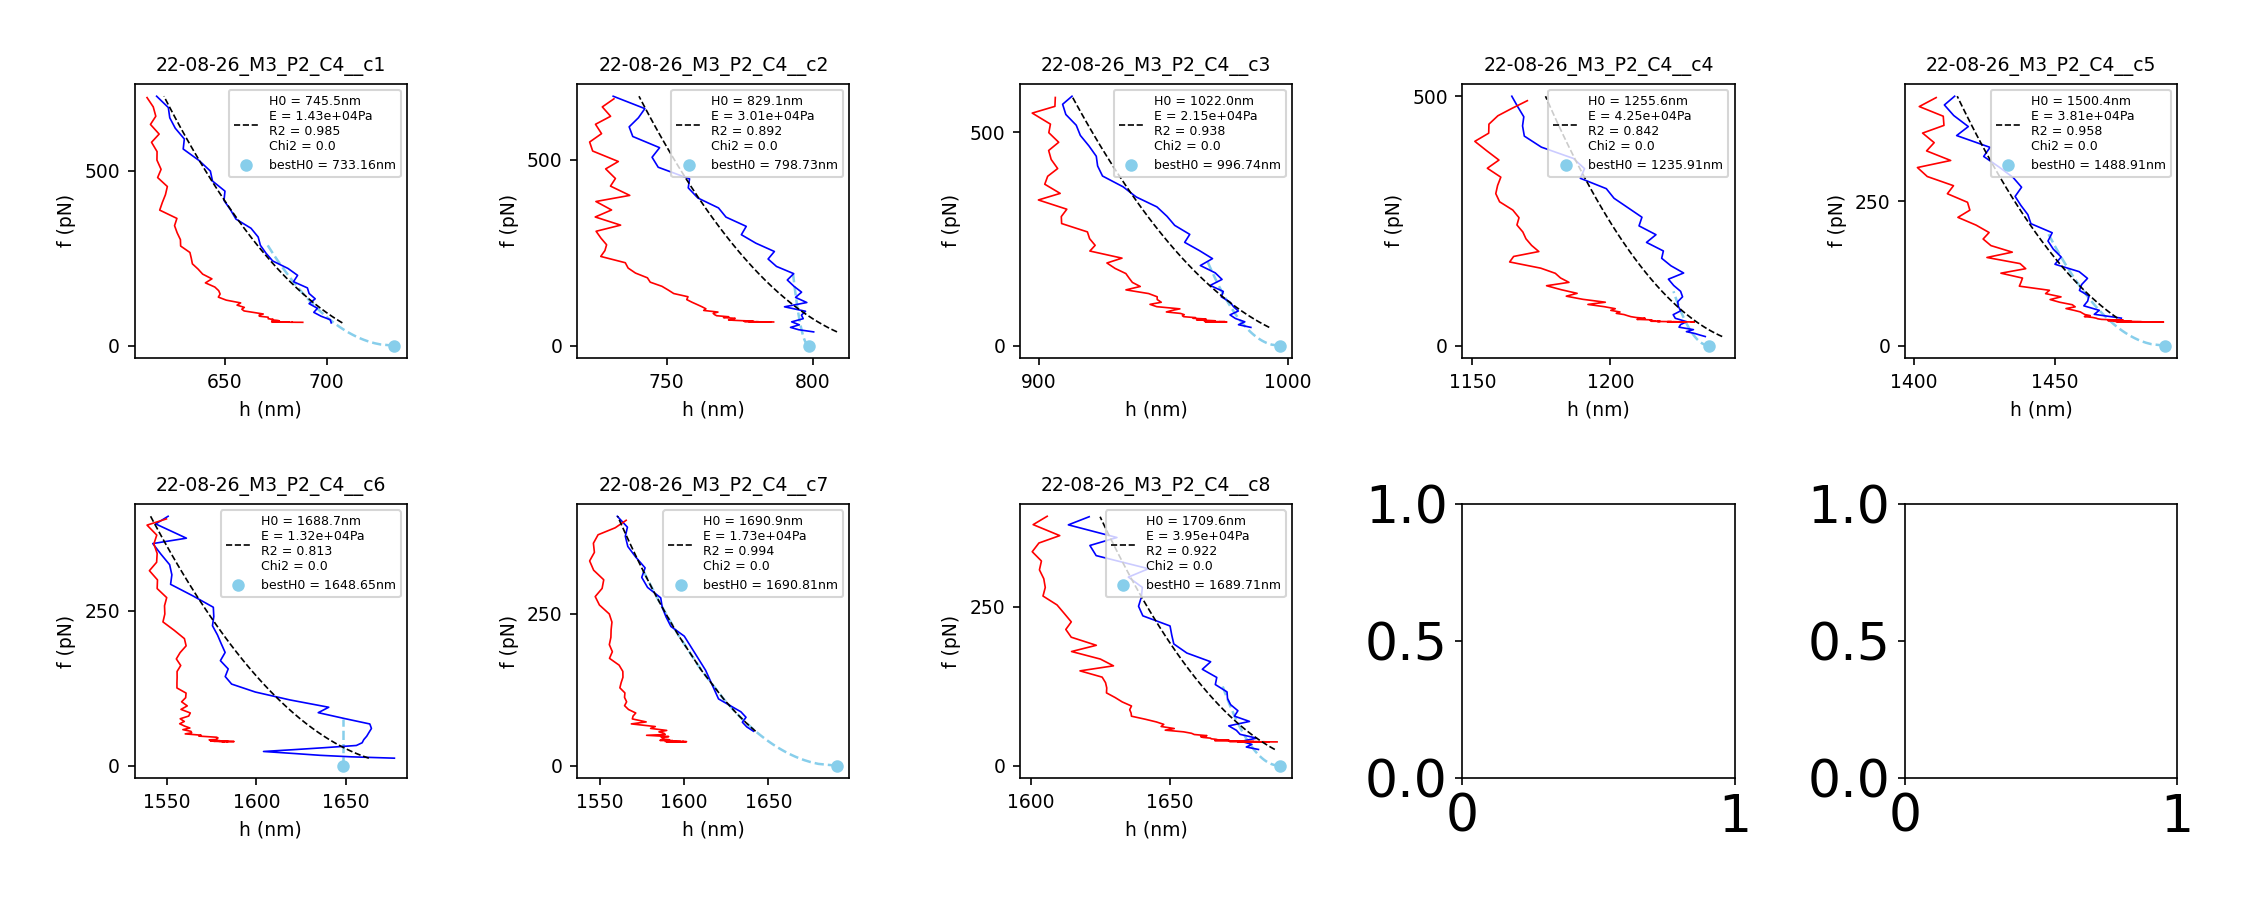 22-08-26_M3_P2_C4__c1
H0 = 745.5nm
E = 1.43e+04Pa
R2 = 0.985
Chi2 = 0.0
bestH0 = 733.16nm
f (pN)
500
0
650 700
h (nm)
22-08-26_M3_P2_C4__c2
H0 = 829.1nm
E = 3.01e+04Pa
R2 = 0.892
Chi2 = 0.0
bestH0 = 798.73nm
f (pN)
500
0
750 800
h (nm)
22-08-26_M3_P2_C4__c3
H0 = 1022.0nm
E = 2.15e+04Pa
R2 = 0.938
Chi2 = 0.0
bestH0 = 996.74nm
f (pN)
500
0
900 1000
h (nm)
22-08-26_M3_P2_C4__c4
H0 = 1255.6nm
E = 4.25e+04Pa
R2 = 0.842
Chi2 = 0.0
bestH0 = 1235.91nm
f (pN)
500
0
1150 1200
h (nm)
22-08-26_M3_P2_C4__c5
H0 = 1500.4nm
E = 3.81e+04Pa
R2 = 0.958
Chi2 = 0.0
bestH0 = 1488.91nm
f (pN)
250
0
1400 1450
h (nm)
22-08-26_M3_P2_C4__c6
H0 = 1688.7nm
E = 1.32e+04Pa
R2 = 0.813
Chi2 = 0.0
bestH0 = 1648.65nm
f (pN)
250
0
1550 1600 1650
h (nm)
22-08-26_M3_P2_C4__c7
H0 = 1690.9nm
E = 1.73e+04Pa
R2 = 0.994
Chi2 = 0.0
bestH0 = 1690.81nm
f (pN)
250
0
1550 1600 1650
h (nm)
22-08-26_M3_P2_C4__c8
H0 = 1709.6nm
E = 3.95e+04Pa
R2 = 0.922
Chi2 = 0.0
bestH0 = 1689.71nm
f (pN)
250
0
1600 1650
h (nm)
1.0
0.5
0.0
0 1
1.0
0.5
0.0
0 1